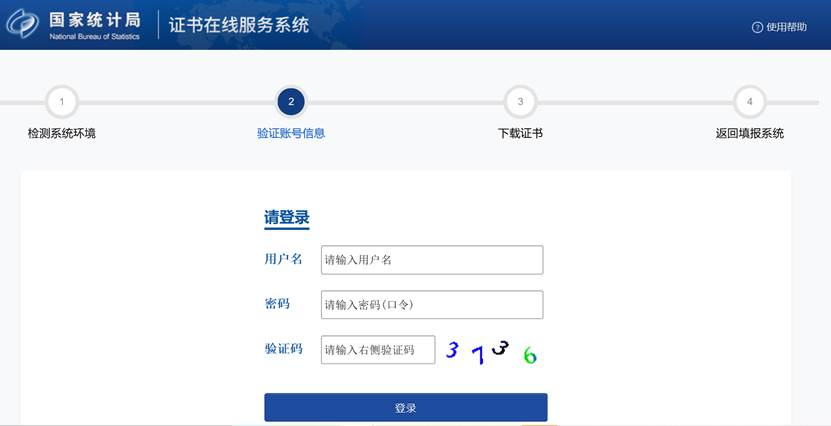 国家统计局
National Bureau of Statistics
证书在线服务系统
? 使用帮助
1
2
3
4
检测系统环境
验证账号信息
下载证书
返回填报系统
请登录
用户名
请输入用户名
密码
请输入密码(口令)
验证码
请输入右侧验证码
3 7 3 6
登录